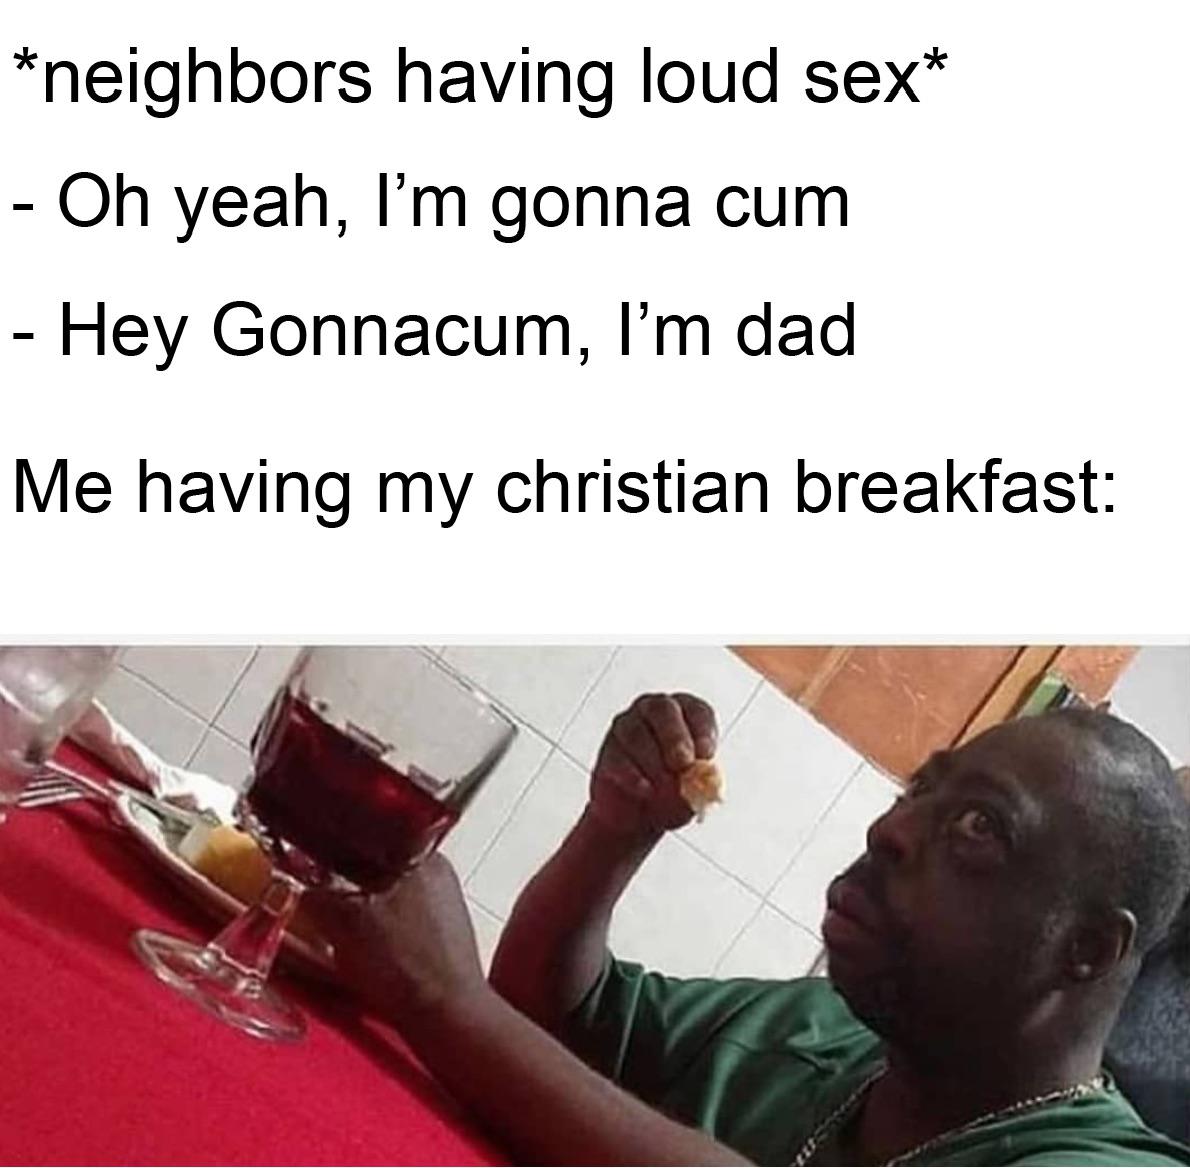 *neighbors having loud sex*
- Oh yeah, I’m gonna cum
- Hey Gonnacum, I’m dad
Me having my christian breakfast: